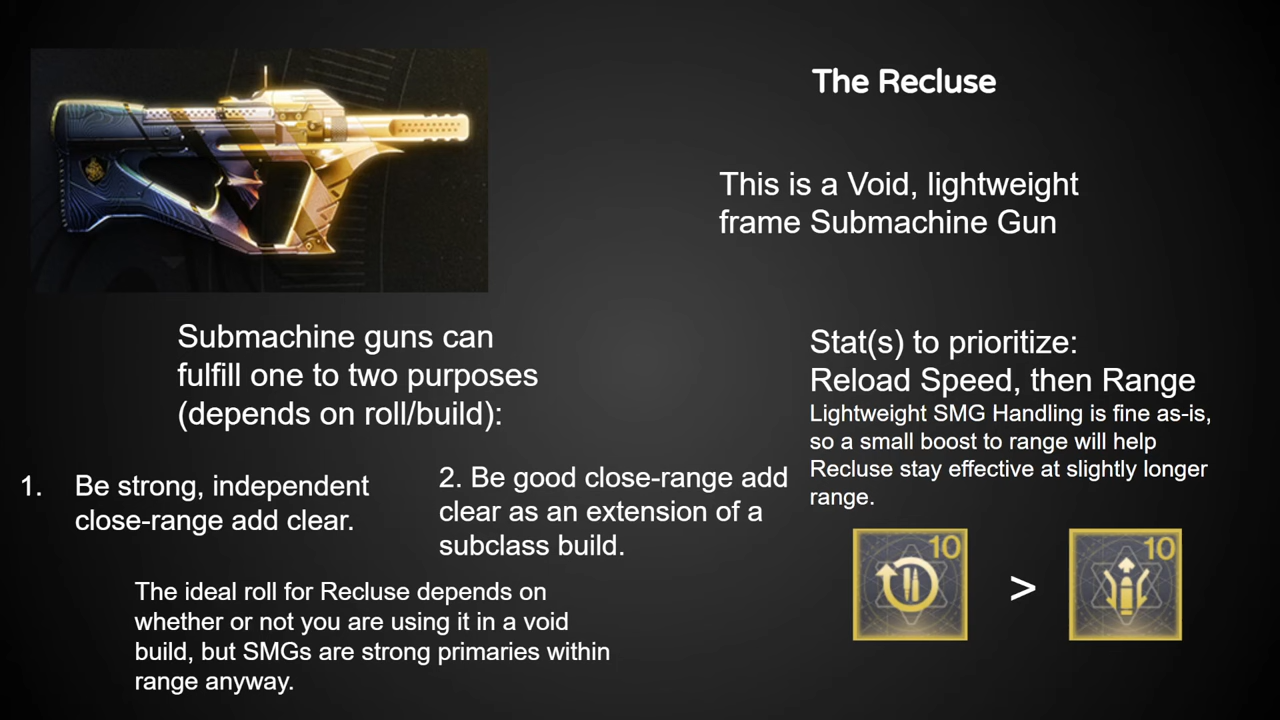 The Recluse
This is a Void, lightweight
frame Submachine Gun
Submachine guns can
fulfill one to two purposes
(depends on roll/build):
1. Be strong, independent
close-range add clear.
2. Be good close-range add
clear as an extension of a
subclass build.
The ideal roll for Recluse depends on
whether or not you are using it in a void
build, but SMGs are strong primaries within
range anyway.
Stat(s) to prioritize:
Reload Speed, then Range
Lightweight SMG Handling is fine as-is,
so a small boost to range will help
Recluse stay effective at slightly longer
range.
10 > 10